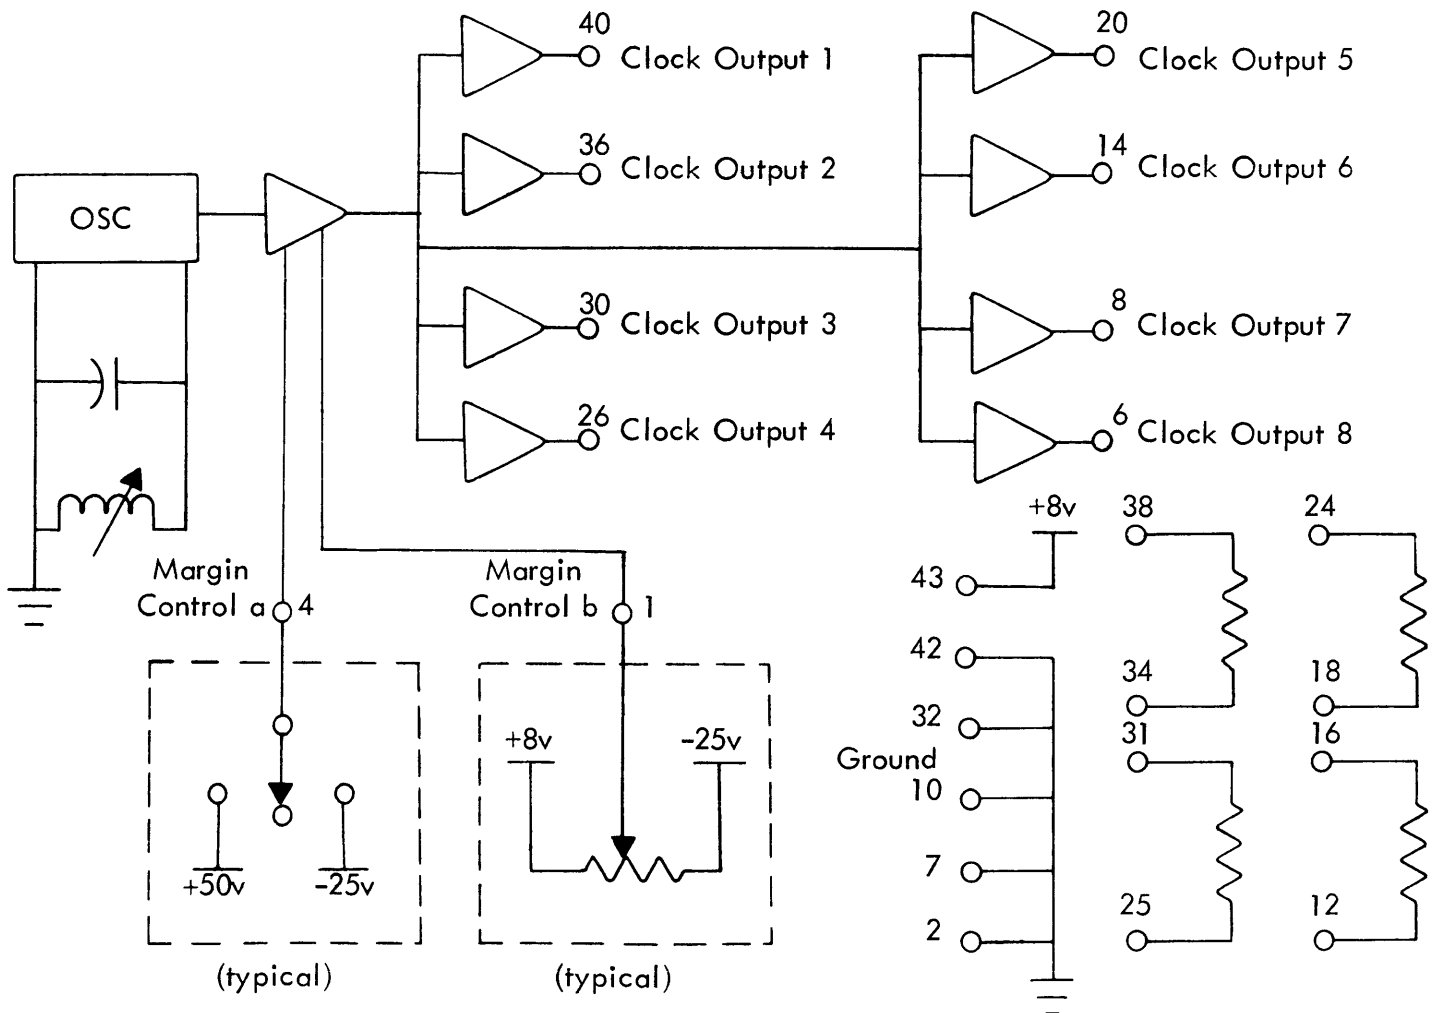 40
Clock Output 1
20
Clock Output 5
36
Clock Output 2
14
Clock Output 6
OSC
30
Clock Output 3
8
Clock Output 7
26
Clock Output 4
6
Clock Output 8
Margin
Control a
4
Margin
Control b
1
+50v
-25v
(typical)
+8v
-25v
(typical)
+8v
43
42
32
Ground
10
7
2
38
34
31
25
24
18
16
12